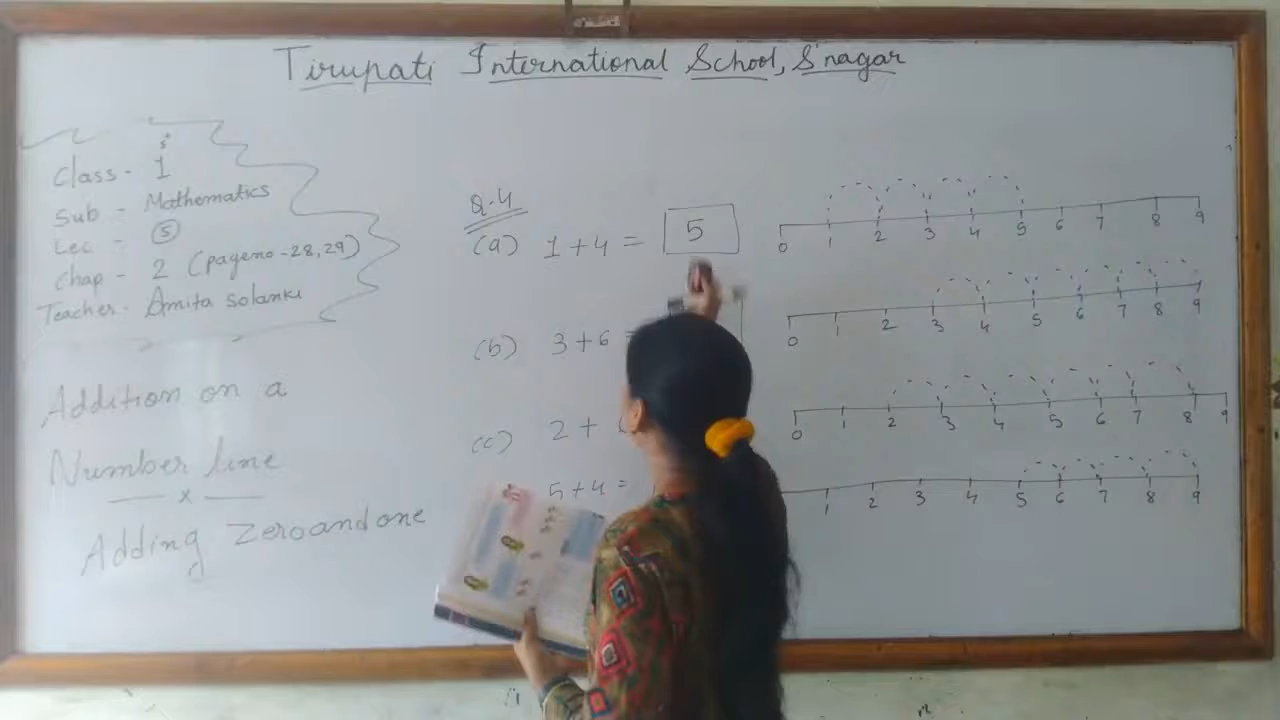 Tirupati International School, S'nagar
Class - 1st
Sub - Mathematics
Lec - 5
Chap - 2 (page no - 28, 29)
Teacher - Amita Solanki
Addition on a
Number line
x
Adding Zero and one
Q.4
(a) 1 + 4 = 5
0 1 2 3 4 5 6 7 8 9
(b) 3 + 6 =
0 1 2 3 4 5 6 7 8 9
(c) 2 +
0 1 2 3 4 5 6 7 8 9
5 + 4 =
1 2 3 4 5 6 7 8 9